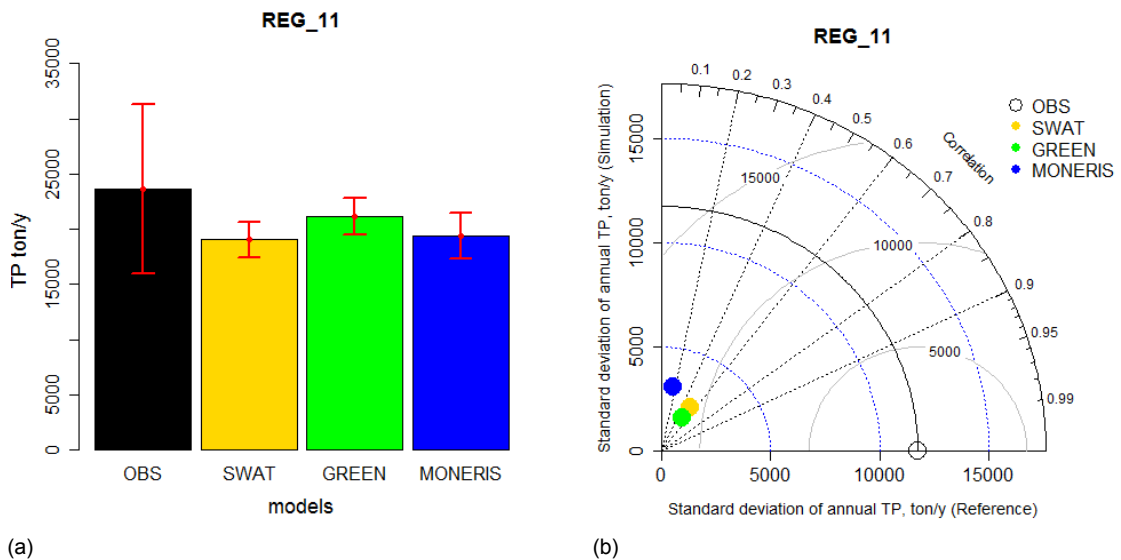 REG_11
TP ton/y
35000
25000
15000
5000
0
OBS SWAT GREEN MONERIS
models
(a)
REG_11
Standard deviation of annual TP, ton/y (Simulation)
15000
10000
5000
0
0 5000 10000 15000
Standard deviation of annual TP, ton/y (Reference)
0.1 0.2 0.3 0.4 0.5 0.6 0.7 0.8 0.9 0.95 0.99
Correlation
15000
10000
5000
OBS
SWAT
GREEN
MONERIS
(b)